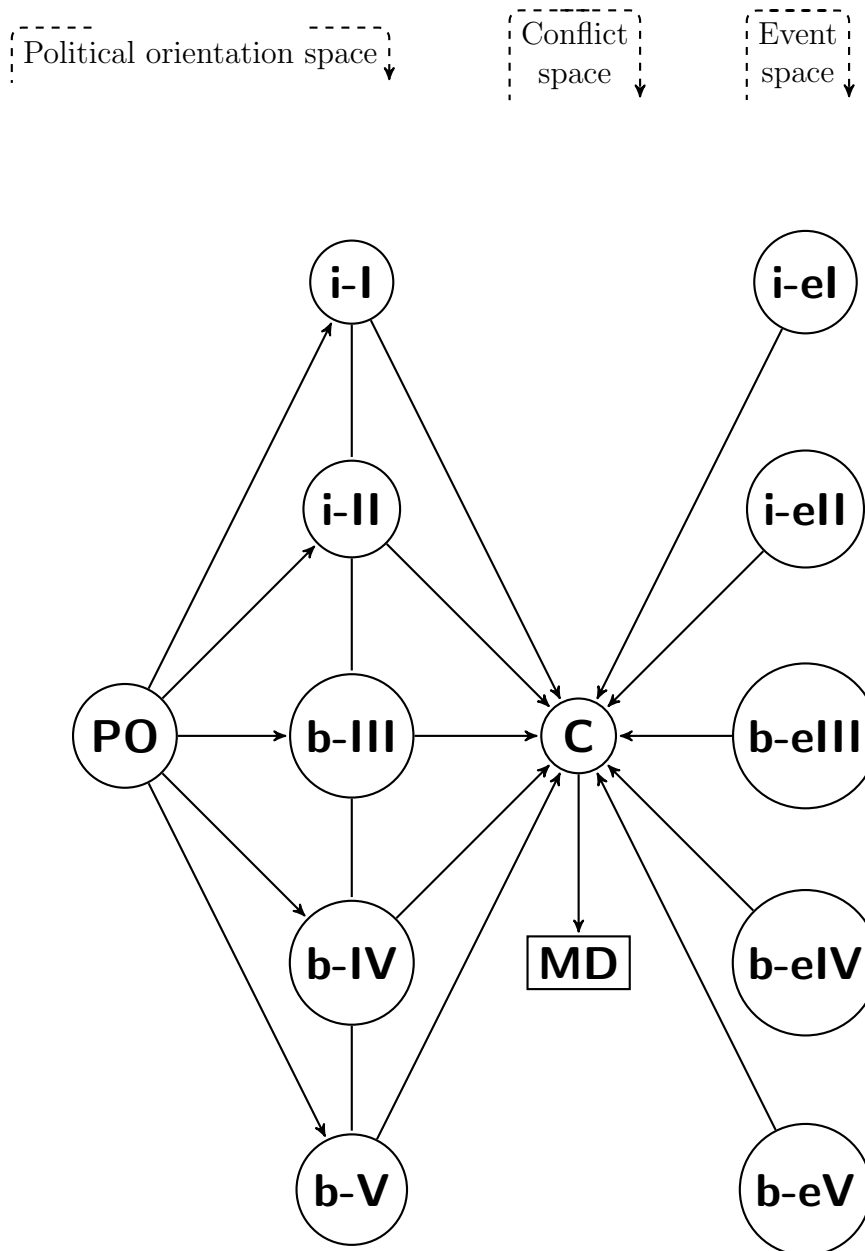 Political orientation space
Conflict
space
Event
space
i-I
i-eI
i-II
i-eII
PO
b-III
C
b-eIII
b-IV
MD
b-eIV
b-V
b-eV